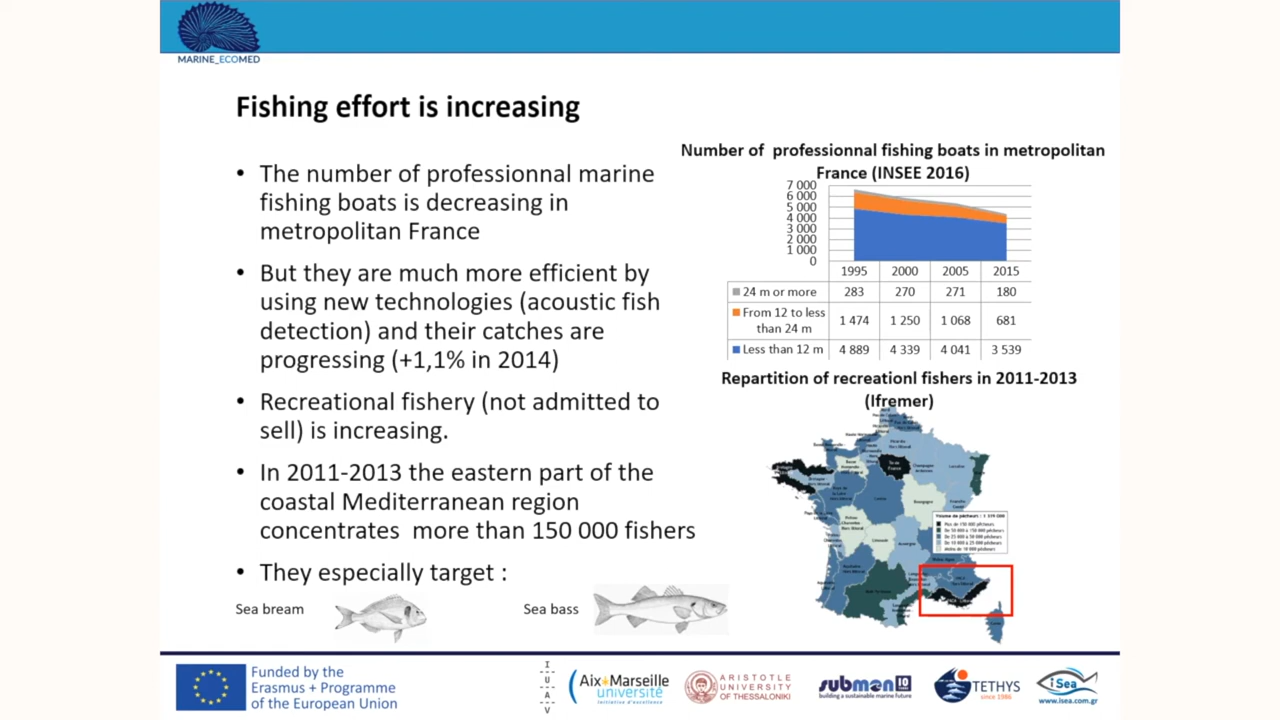 MARINE_ECOMED
Fishing effort is increasing
• The number of professionnal marine
fishing boats is decreasing in
metropolitan France
• But they are much more efficient by
using new technologies (acoustic fish
detection) and their catches are
progressing (+1,1% in 2014)
• Recreational fishery (not admitted to
sell) is increasing.
• In 2011-2013 the eastern part of the
coastal Mediterranean region
concentrates more than 150 000 fishers
• They especially target :
Sea bream
Sea bass
Number of professionnal fishing boats in metropolitan
France (INSEE 2016)
7 000
6 000
5 000
4 000
3 000
2 000
1 000
0
1995 2000 2005 2015
24 m or more 283 270 271 180
From 12 to less
than 24 m 1 474 1 250 1 068 681
Less than 12 m 4 889 4 339 4 041 3 539
Repartition of recreationl fishers in 2011-2013
(Ifremer)
Funded by the
Erasmus + Programme
of the European Union
I
U
A
V
Aix*Marseille
université
Initiative d'excellence
ARISTOTLE
UNIVERSITY
OF THESSALONIKI
submon 10
building a sustainable marine future
TETHYS
since 1986
iSea
www.isea.com.gr